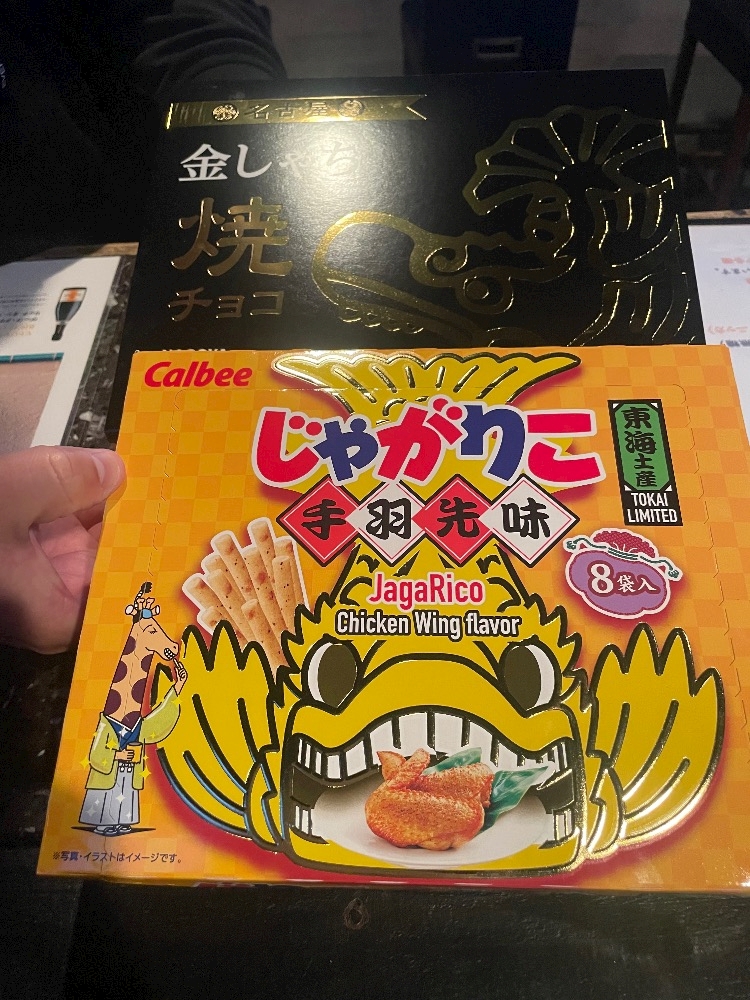 名古屋
金しゃち
焼
チョコ
Calbee
じゃがりこ
東海土産
TOKAI
LIMITED
手羽先味
8袋入
JagaRico
Chicken Wing flavor
※写真・イラストはイメージです。